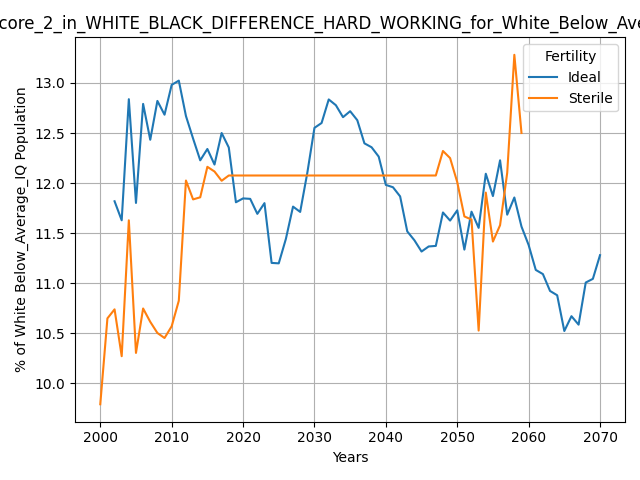 core_2_in_WHITE_BLACK_DIFFERENCE_HARD_WORKING_for_White_Below_Ave
Fertility
Ideal
Sterile
% of White Below_Average_IQ Population
13.0
12.5
12.0
11.5
11.0
10.5
10.0
2000
2010
2020
2030
2040
2050
2060
2070
Years